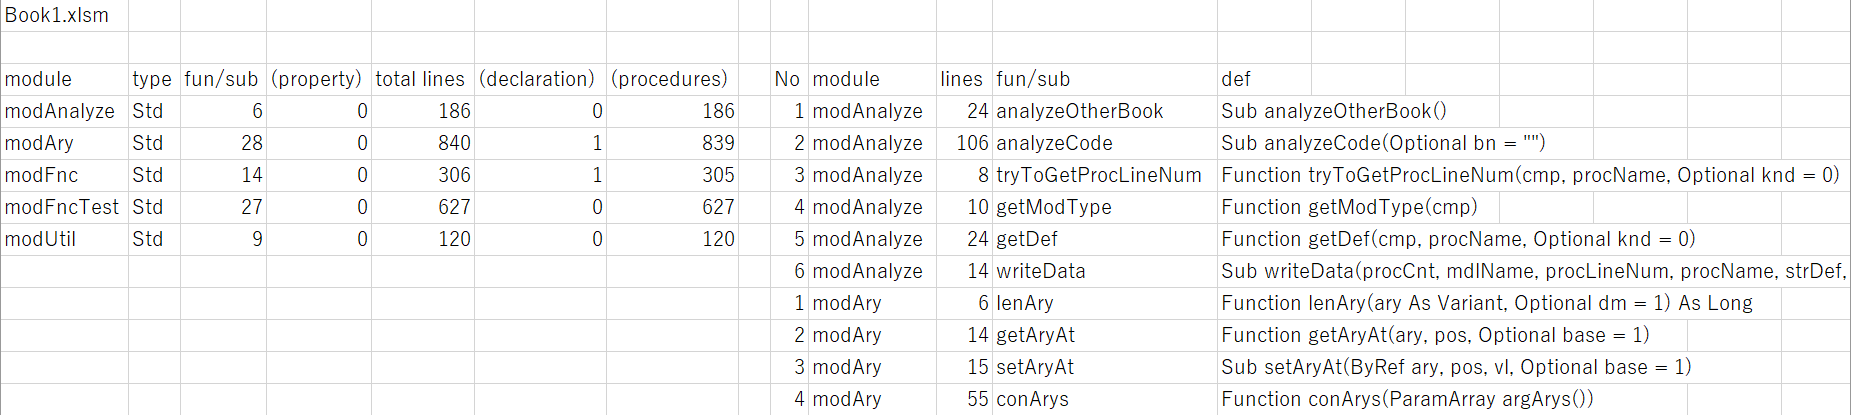 Book1.xlsm
module type fun/sub (property) total lines (declaration) (procedures) No module lines fun/sub def
modAnalyze Std 6 0 186 0 186 1 modAnalyze 24 analyzeOtherBook Sub analyzeOtherBook()
modAry Std 28 0 840 1 839 2 modAnalyze 106 analyzeCode Sub analyzeCode(Optional bn = "")
modFnc Std 14 0 306 1 305 3 modAnalyze 8 tryToGetProcLineNum Function tryToGetProcLineNum(cmp, procName, Optional knd = 0)
modFncTest Std 27 0 627 0 627 4 modAnalyze 10 getModType Function getModType(cmp)
modUtil Std 9 0 120 0 120 5 modAnalyze 24 getDef Function getDef(cmp, procName, Optional knd = 0)
6 modAnalyze 14 writeData Sub writeData(procCnt, mdlName, procLineNum, procName, strDef,
1 modAry 6 lenAry Function lenAry(ary As Variant, Optional dm = 1) As Long
2 modAry 14 getAryAt Function getAryAt(ary, pos, Optional base = 1)
3 modAry 15 setAryAt Sub setAryAt(ByRef ary, pos, vl, Optional base = 1)
4 modAry 55 conArys Function conArys(ParamArray argArys())